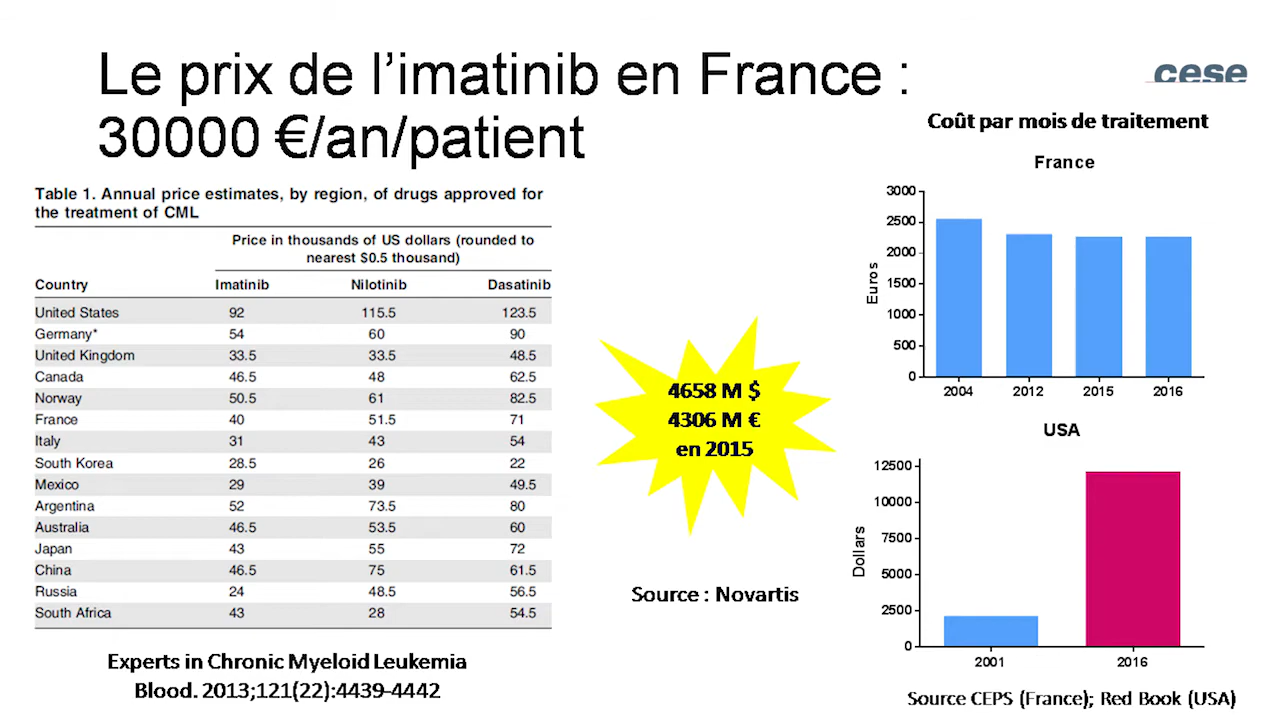 Le prix de l’imatinib en France :
30000 €/an/patient
cese
Table 1. Annual price estimates, by region, of drugs approved for
the treatment of CML
Price in thousands of US dollars (rounded to
nearest $0.5 thousand)
Country Imatinib Nilotinib Dasatinib
United States 92 115.5 123.5
Germany* 54 60 90
United Kingdom 33.5 33.5 48.5
Canada 46.5 48 62.5
Norway 50.5 61 82.5
France 40 51.5 71
Italy 31 43 54
South Korea 28.5 26 22
Mexico 29 39 49.5
Argentina 52 73.5 80
Australia 46.5 53.5 60
Japan 43 55 72
China 46.5 75 61.5
Russia 24 48.5 56.5
South Africa 43 28 54.5
Experts in Chronic Myeloid Leukemia
Blood. 2013;121(22):4439-4442
4658 M $
4306 M €
en 2015
Source : Novartis
Coût par mois de traitement
France
Euros
3000
2500
2000
1500
1000
500
0
2004 2012 2015 2016
USA
Dollars
12500
10000
7500
5000
2500
0
2001 2016
Source CEPS (France); Red Book (USA)